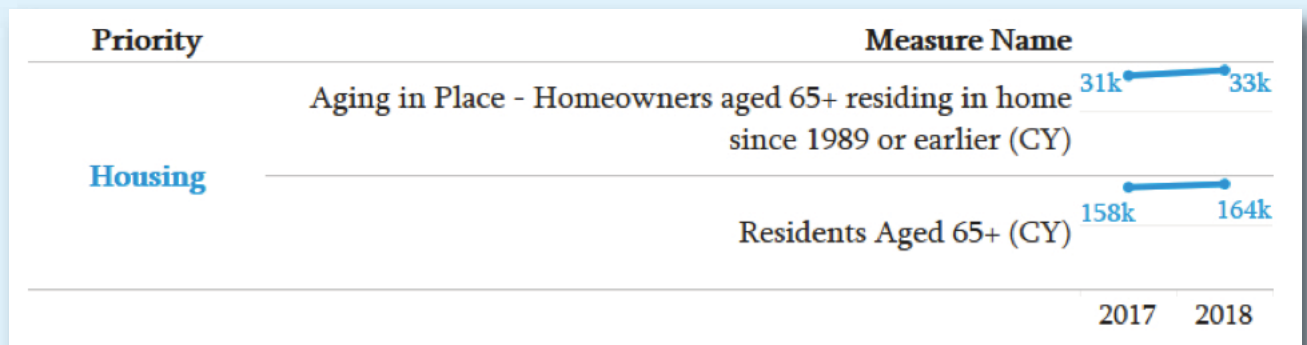 Priority Measure Name
31k 33k
Aging in Place - Homeowners aged 65+ residing in home
since 1989 or earlier (CY)
Housing
158k 164k
Residents Aged 65+ (CY)
2017 2018